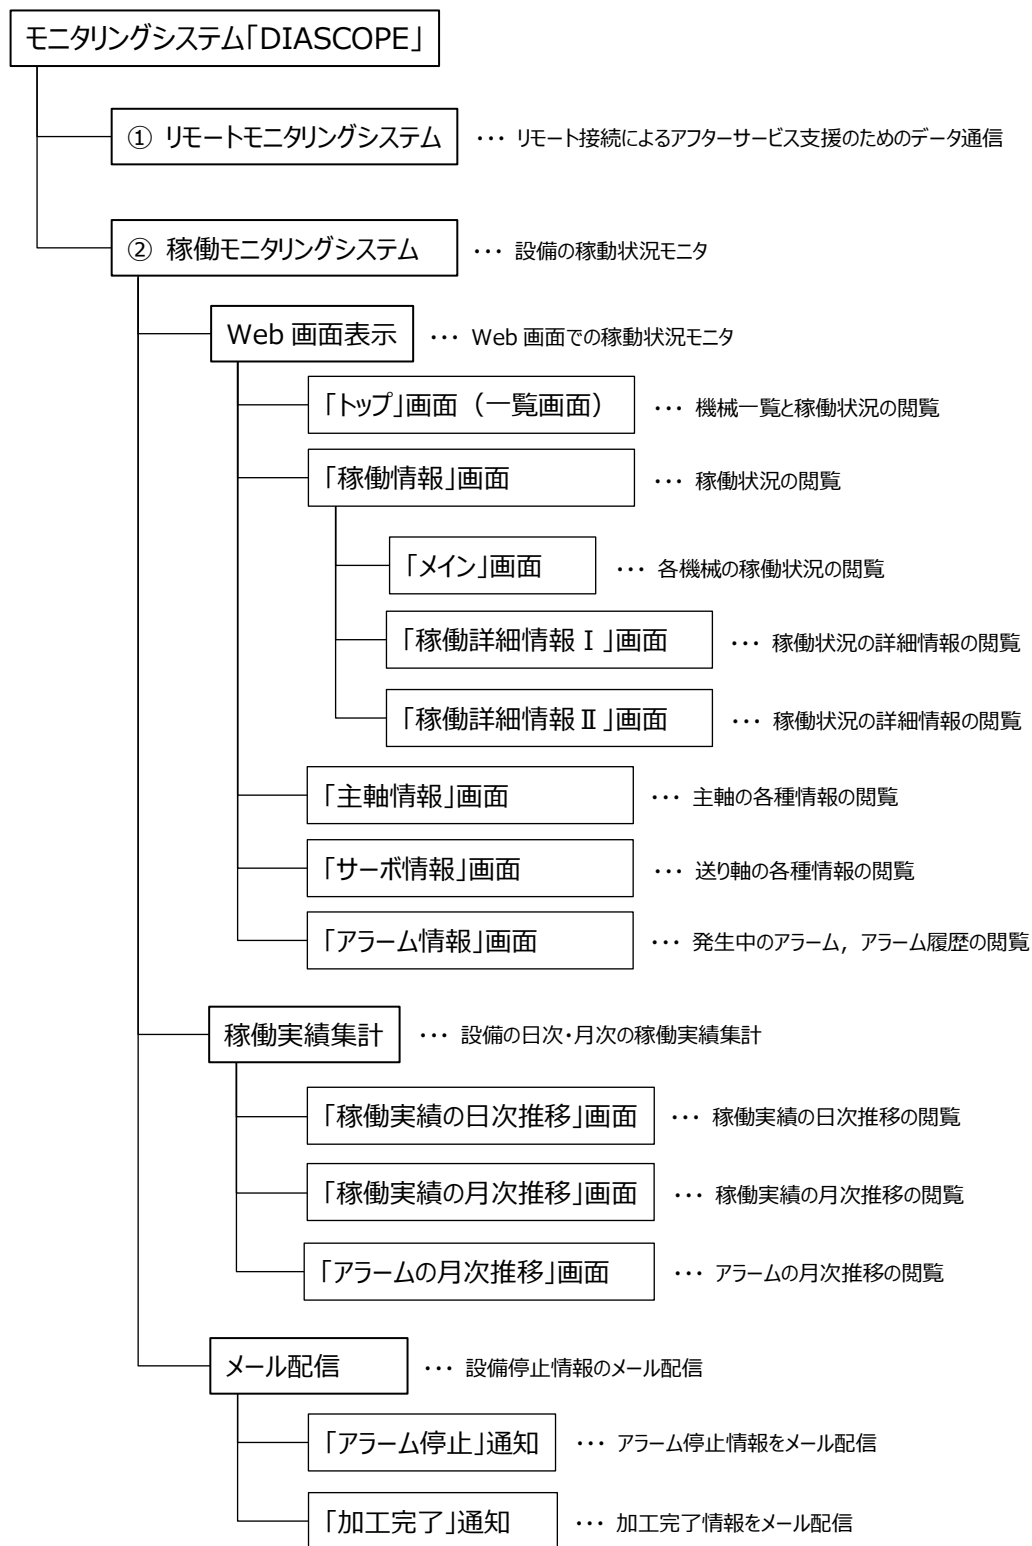 モニタリングシステム「DIASCOPE」
① リモートモニタリングシステム ・・・ リモート接続によるアフターサービス支援のためのデータ通信
② 稼働モニタリングシステム ・・・ 設備の稼動状況モニタ
Web 画面表示 ・・・ Web 画面での稼動状況モニタ
「トップ」画面（一覧画面） ・・・ 機械一覧と稼働状況の閲覧
「稼働情報」画面 ・・・ 稼働状況の閲覧
「メイン」画面 ・・・ 各機械の稼働状況の閲覧
「稼働詳細情報Ⅰ」画面 ・・・ 稼働状況の詳細情報の閲覧
「稼働詳細情報Ⅱ」画面 ・・・ 稼働状況の詳細情報の閲覧
「主軸情報」画面 ・・・ 主軸の各種情報の閲覧
「サーボ情報」画面 ・・・ 送り軸の各種情報の閲覧
「アラーム情報」画面 ・・・ 発生中のアラーム，アラーム履歴の閲覧
稼働実績集計 ・・・ 設備の日次・月次の稼働実績集計
「稼働実績の日次推移」画面 ・・・ 稼働実績の日次推移の閲覧
「稼働実績の月次推移」画面 ・・・ 稼働実績の月次推移の閲覧
「アラームの月次推移」画面 ・・・ アラームの月次推移の閲覧
メール配信 ・・・ 設備停止情報のメール配信
「アラーム停止」通知 ・・・ アラーム停止情報をメール配信
「加工完了」通知 ・・・ 加工完了情報をメール配信